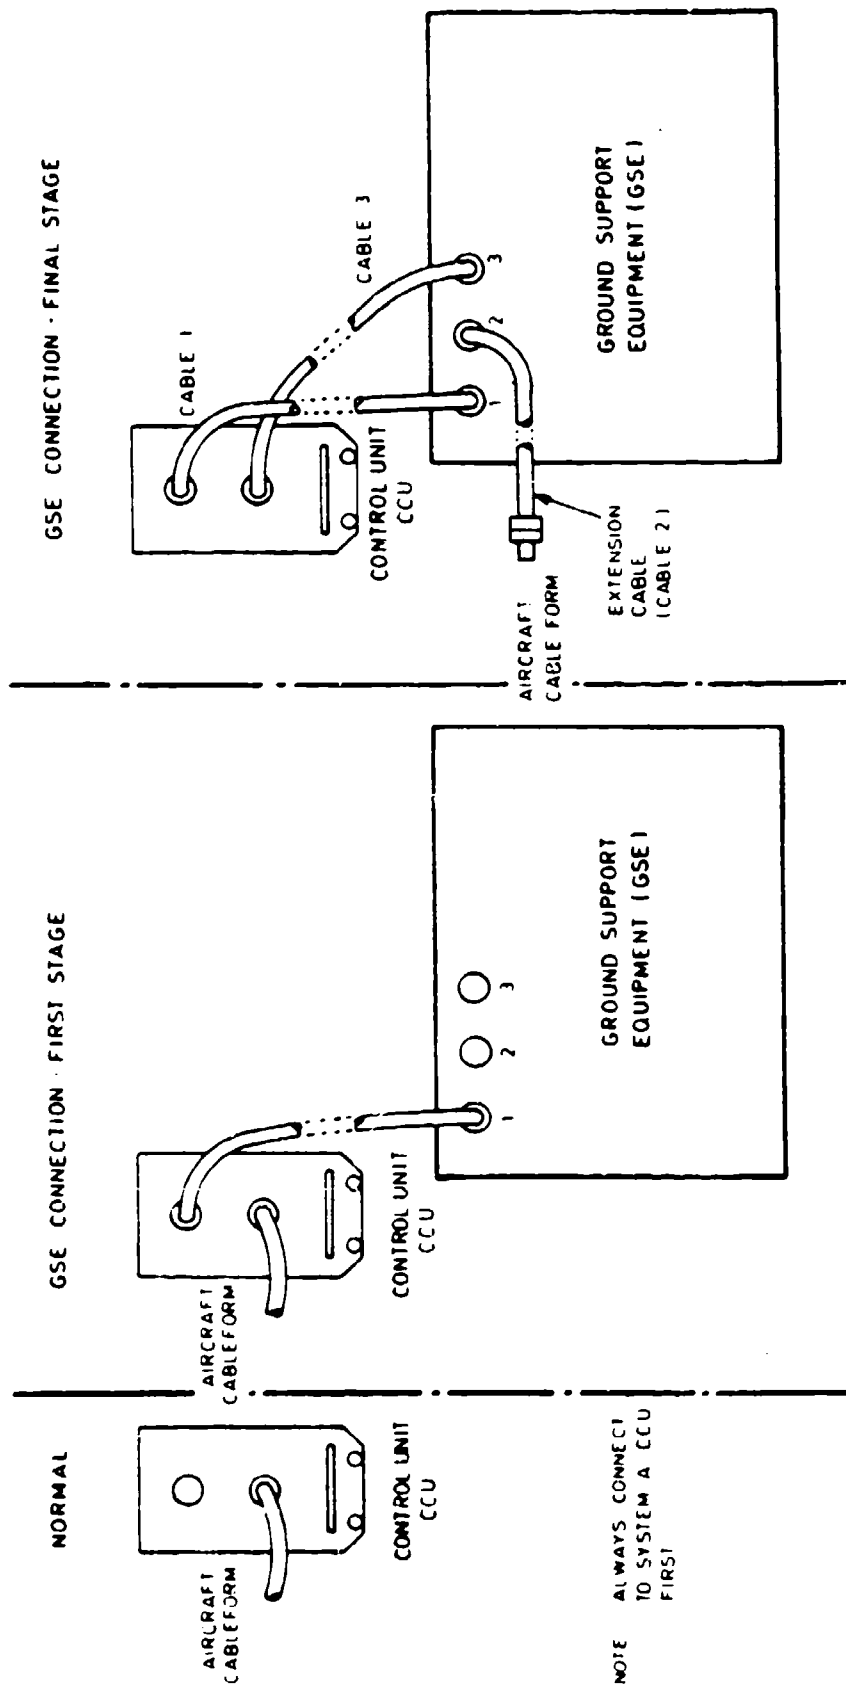 NORMAL
AIRCRAFT
CABLEFORM
CONTROL UNIT
CCU
NOTE ALWAYS CONNECT
TO SYSTEM A CCU
FIRST
GSE CONNECTION - FIRST STAGE
AIRCRAFT
CABLEFORM
CONTROL UNIT
CCU
1
2
3
GROUND SUPPORT
EQUIPMENT (GSE)
GSE CONNECTION - FINAL STAGE
CABLE 1
CABLE 3
CONTROL UNIT
CCU
1
2
3
AIRCRAFT
CABLE FORM
EXTENSION
CABLE
(CABLE 2)
GROUND SUPPORT
EQUIPMENT (GSE)